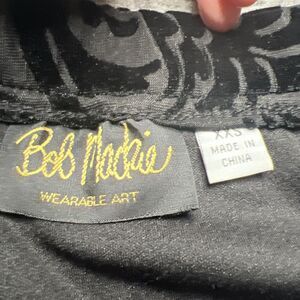 Bob Mackie
WEARABLE ART
XXS
MADE IN
CHINA